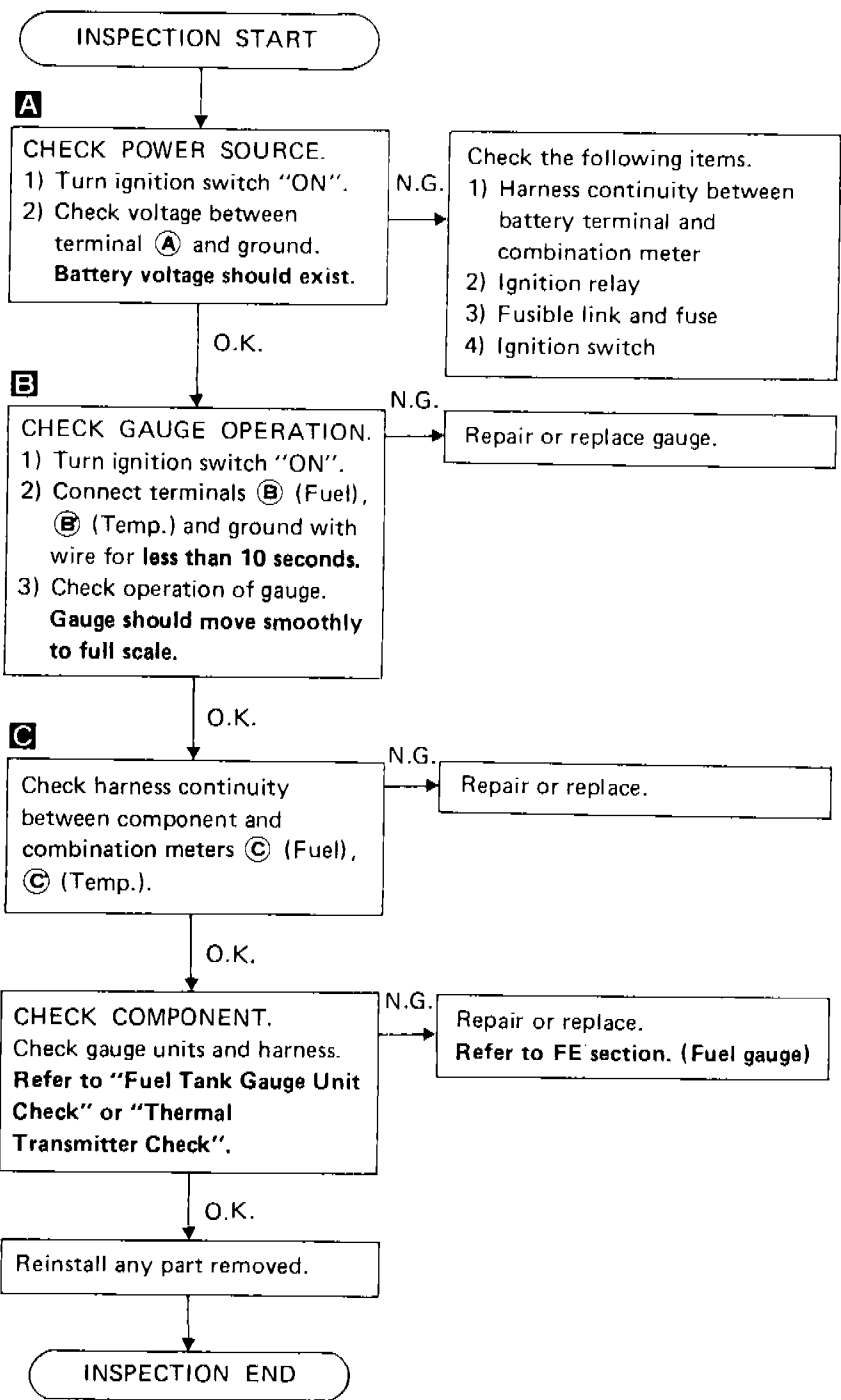 INSPECTION START
A
CHECK POWER SOURCE.
1) Turn ignition switch "ON".
2) Check voltage between
terminal Ⓐ and ground.
Battery voltage should exist.
N.G.
Check the following items.
1) Harness continuity between
battery terminal and
combination meter
2) Ignition relay
3) Fusible link and fuse
4) Ignition switch
O.K.
B
CHECK GAUGE OPERATION.
1) Turn ignition switch "ON".
2) Connect terminals Ⓑ (Fuel),
Ⓑ' (Temp.) and ground with
wire for less than 10 seconds.
3) Check operation of gauge.
Gauge should move smoothly
to full scale.
N.G.
Repair or replace gauge.
O.K.
C
Check harness continuity
between component and
combination meters Ⓒ (Fuel),
Ⓒ (Temp.).
N.G.
Repair or replace.
O.K.
CHECK COMPONENT.
Check gauge units and harness.
Refer to "Fuel Tank Gauge Unit
Check" or "Thermal
Transmitter Check".
N.G.
Repair or replace.
Refer to FE section. (Fuel gauge)
O.K.
Reinstall any part removed.
INSPECTION END